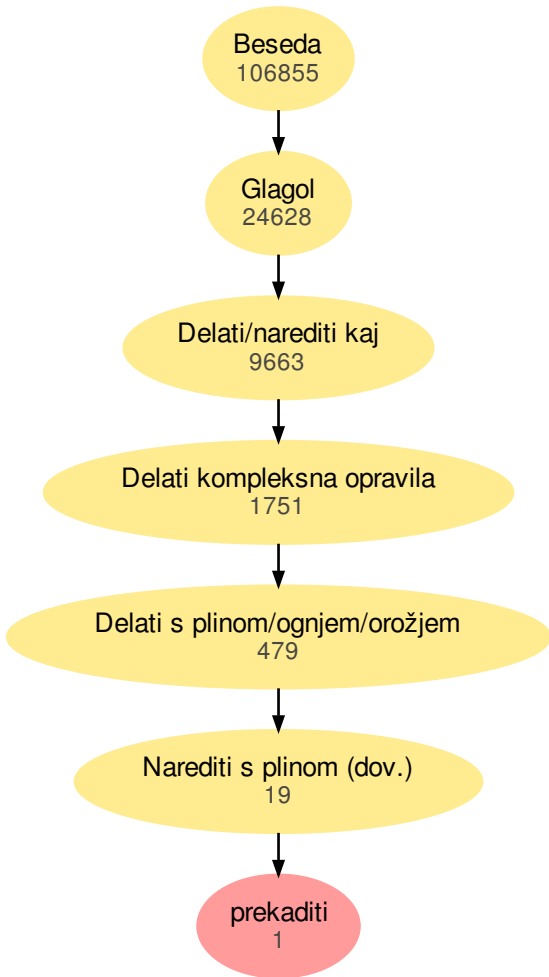 Beseda
106855
Glagol
24628
Delati/narediti kaj
9663
Delati kompleksna opravila
1751
Delati s plinom/ognjem/orožjem
479
Narediti s plinom (dov.)
19
prekaditi
1